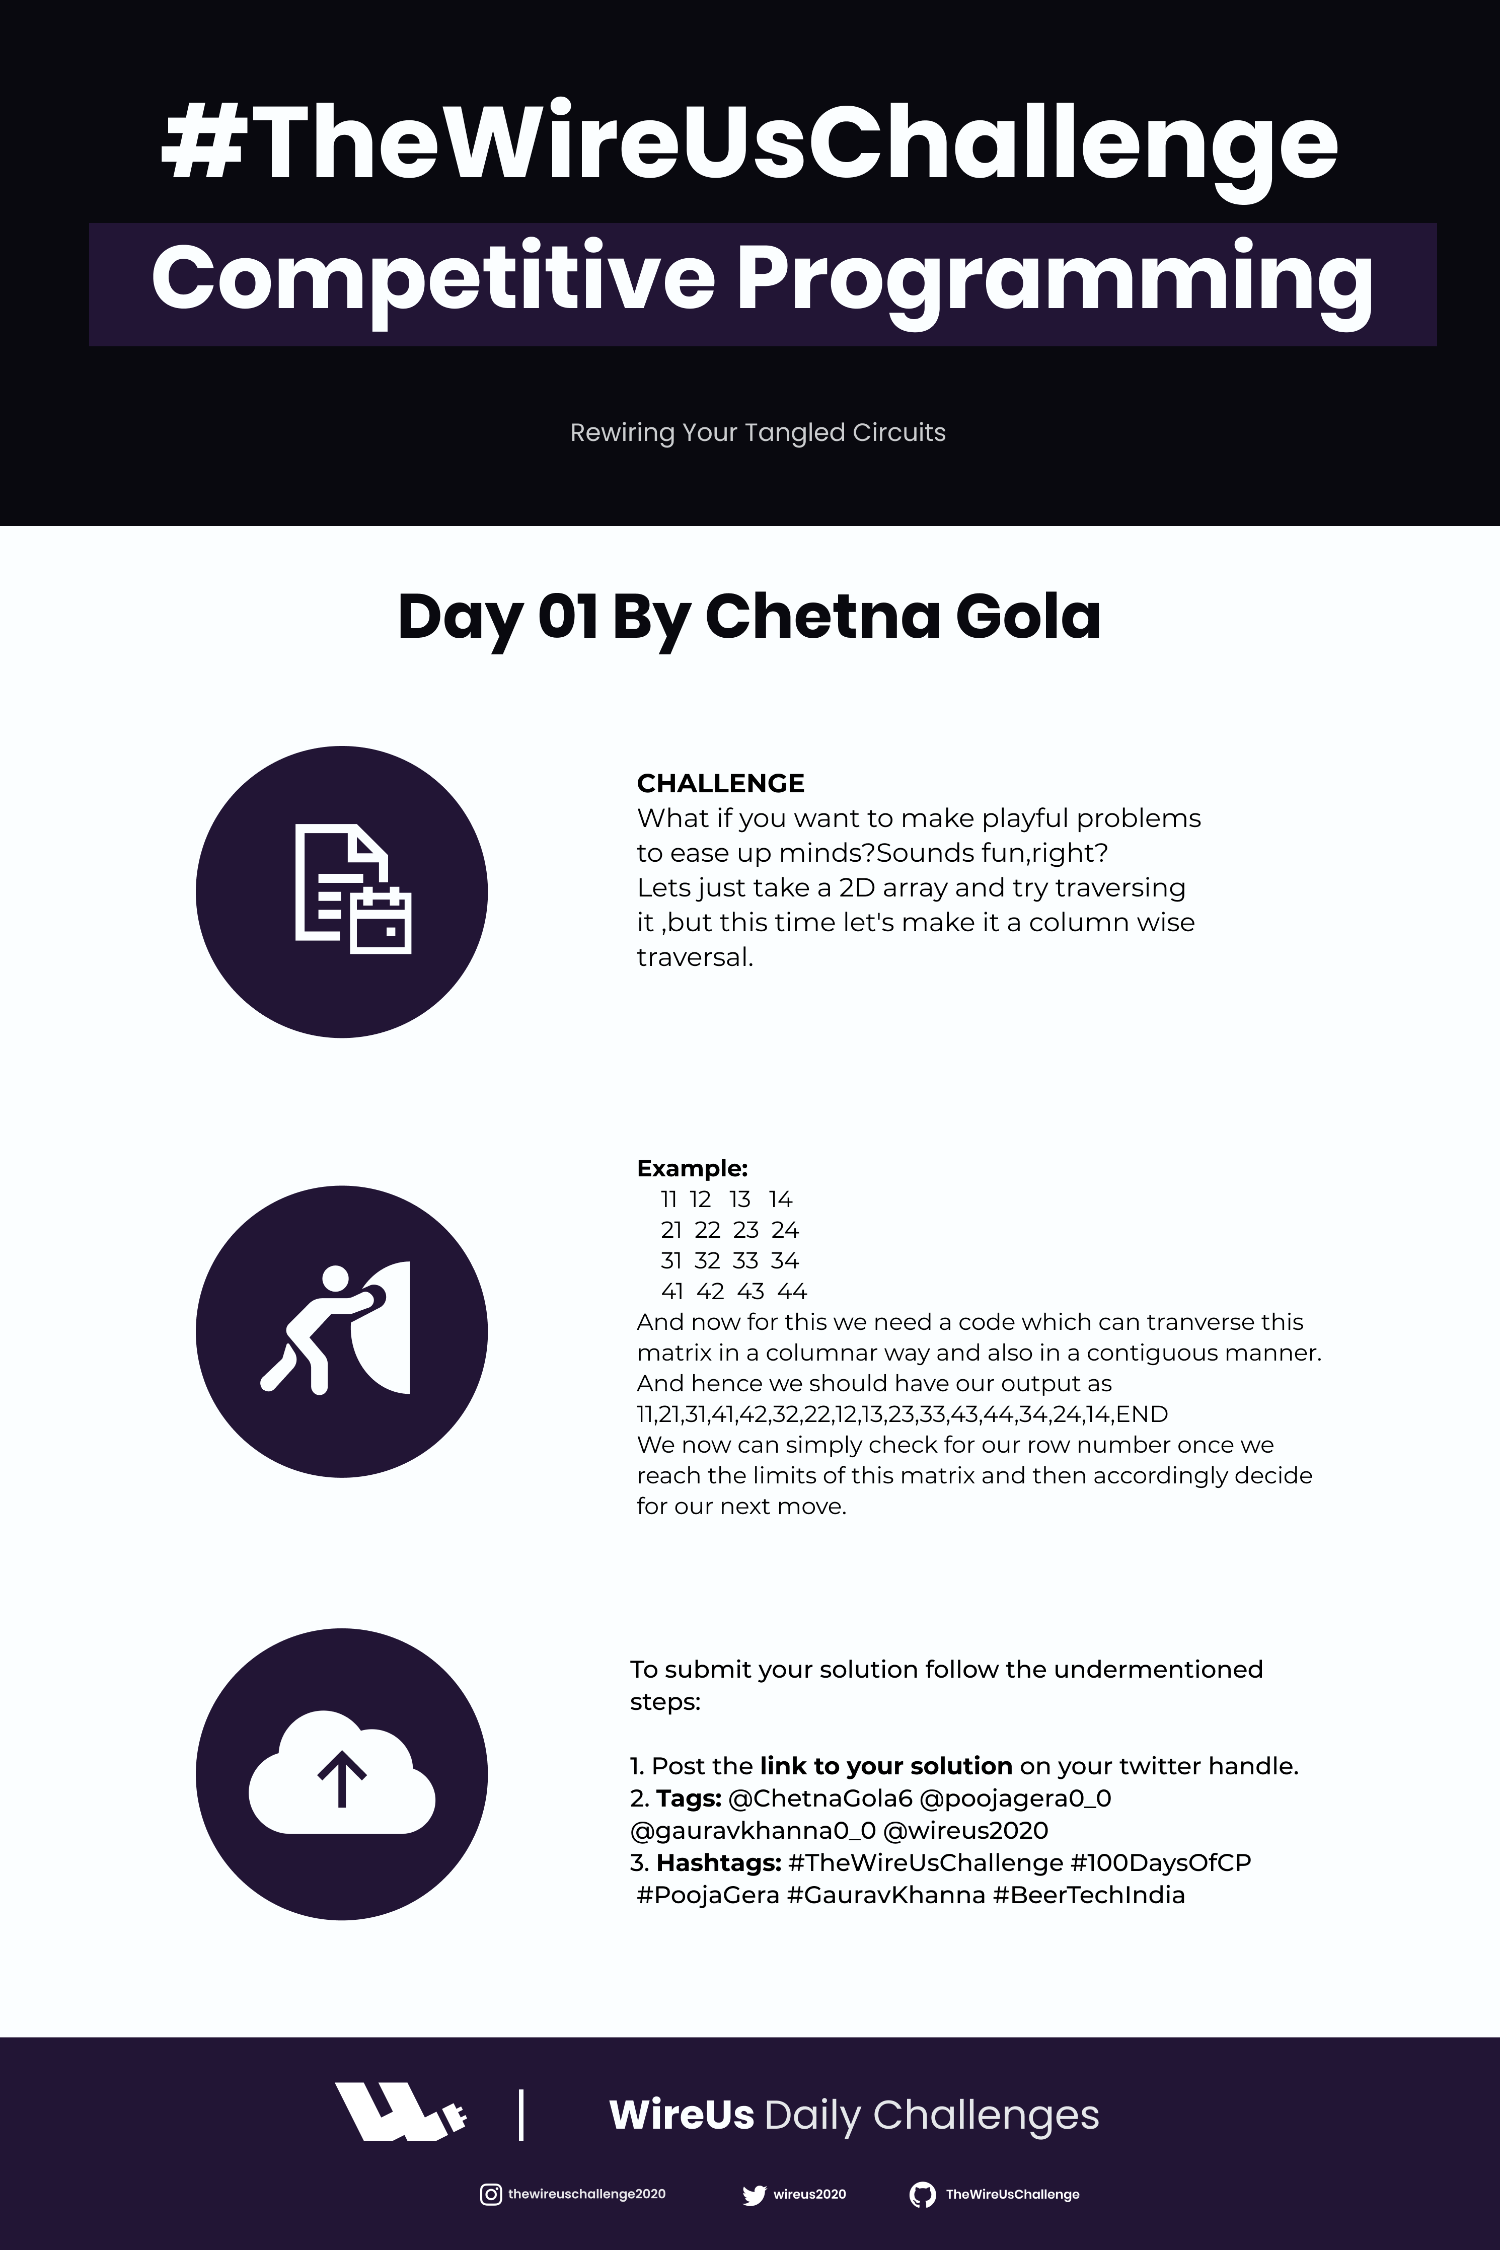 #TheWireUsChallenge
Competitive Programming
Rewiring Your Tangled Circuits
Day 01 By Chetna Gola
CHALLENGE
What if you want to make playful problems
to ease up minds?Sounds fun,right?
Lets just take a 2D array and try traversing
it ,but this time let's make it a column wise
traversal.
Example:
11 12 13 14
21 22 23 24
31 32 33 34
41 42 43 44
And now for this we need a code which can tranverse this
matrix in a columnar way and also in a contiguous manner.
And hence we should have our output as
11,21,31,41,42,32,22,12,13,23,33,43,44,34,24,14,END
We now can simply check for our row number once we
reach the limits of this matrix and then accordingly decide
for our next move.
To submit your solution follow the undermentioned
steps:
1. Post the link to your solution on your twitter handle.
2. Tags: @ChetnaGola6 @poojagera0_0
@gauravkhanna0_0 @wireus2020
3. Hashtags: #TheWireUsChallenge #100DaysOfCP
#PoojaGera #GauravKhanna #BeerTechIndia
WireUs Daily Challenges
thewireuschallenge2020
wireus2020
TheWireUsChallenge